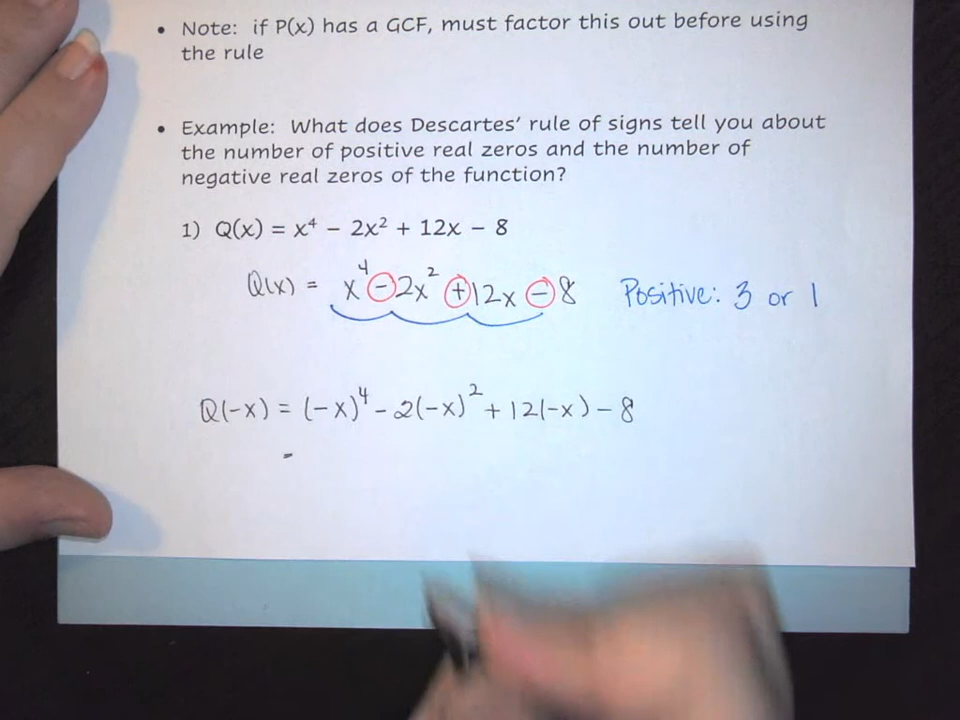 • Note: if P(x) has a GCF, must factor this out before using
the rule
• Example: What does Descartes' rule of signs tell you about
the number of positive real zeros and the number of
negative real zeros of the function?
1) Q(x) = x⁴ − 2x² + 12x − 8
Q(x) = x⁴ − 2x² + 12x − 8 Positive: 3 or 1
Q(−x) = (−x)⁴ − 2(−x)² + 12(−x) − 8
-